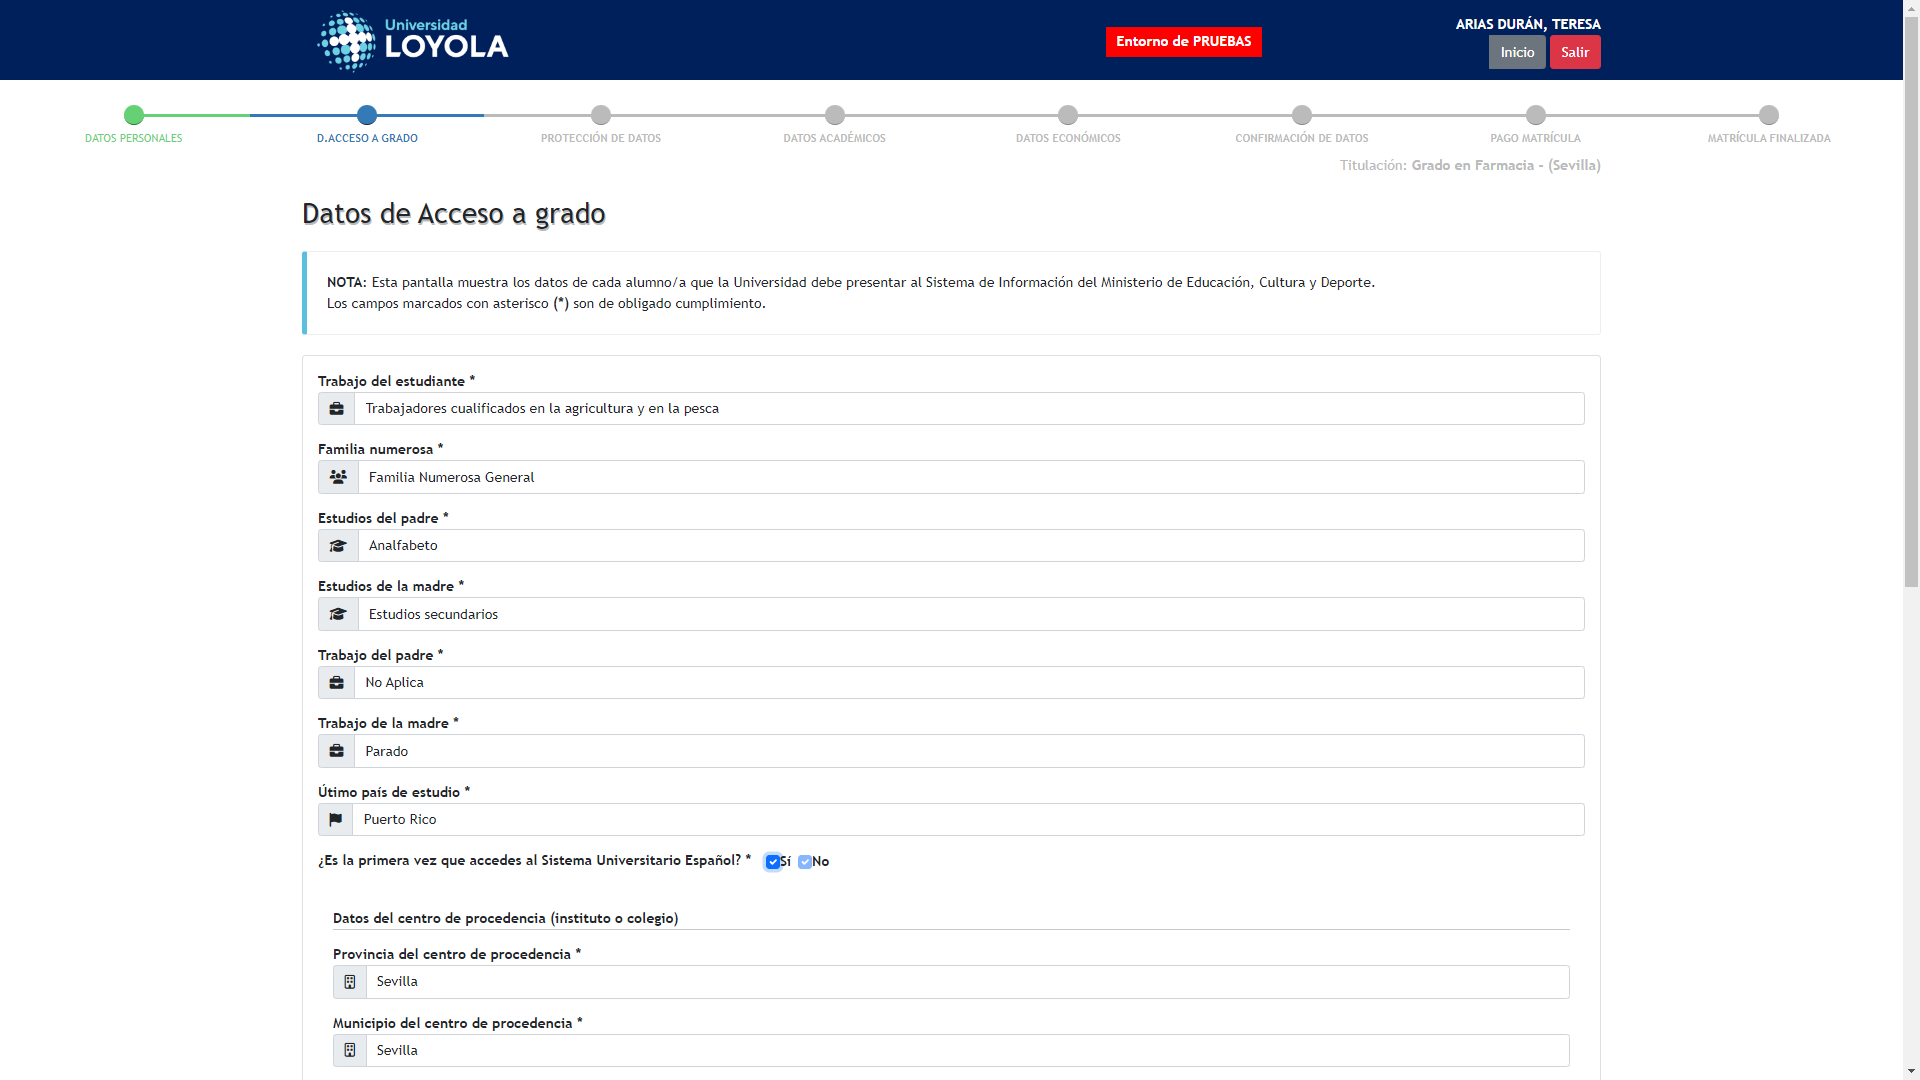 Universidad
LOYOLA
Entorno de PRUEBAS
ARIAS DURÁN, TERESA
Inicio
Salir
DATOS PERSONALES
D.ACCESO A GRADO
PROTECCIÓN DE DATOS
DATOS ACADÉMICOS
DATOS ECONÓMICOS
CONFIRMACIÓN DE DATOS
PAGO MATRÍCULA
MATRÍCULA FINALIZADA
Titulación: Grado en Farmacia - (Sevilla)
Datos de Acceso a grado
NOTA: Esta pantalla muestra los datos de cada alumno/a que la Universidad debe presentar al Sistema de Información del Ministerio de Educación, Cultura y Deporte.
Los campos marcados con asterisco (*) son de obligado cumplimiento.
Trabajo del estudiante *
Trabajadores cualificados en la agricultura y en la pesca
Familia numerosa *
Familia Numerosa General
Estudios del padre *
Analfabeto
Estudios de la madre *
Estudios secundarios
Trabajo del padre *
No Aplica
Trabajo de la madre *
Parado
Útimo país de estudio *
Puerto Rico
¿Es la primera vez que accedes al Sistema Universitario Español? * Sí No
Datos del centro de procedencia (instituto o colegio)
Provincia del centro de procedencia *
Sevilla
Municipio del centro de procedencia *
Sevilla